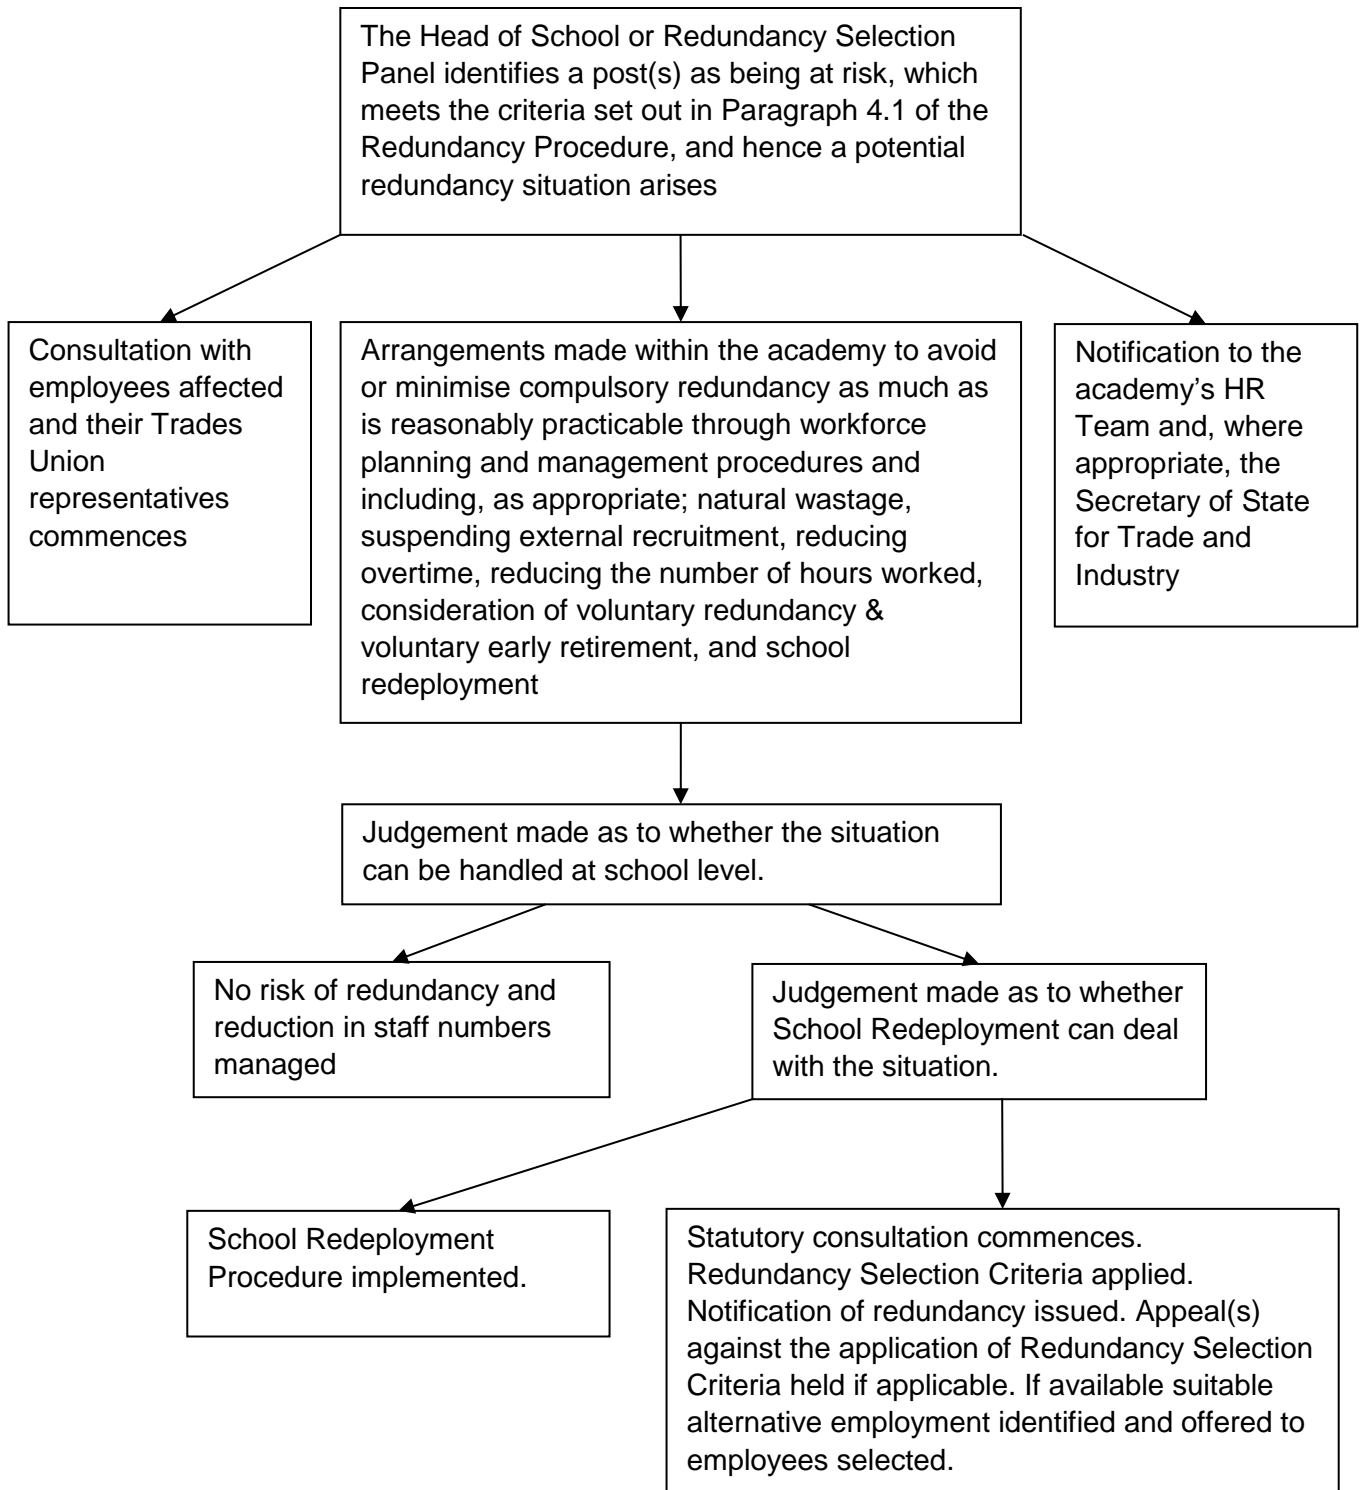 The Head of School or Redundancy Selection
Panel identifies a post(s) as being at risk, which
meets the criteria set out in Paragraph 4.1 of the
Redundancy Procedure, and hence a potential
redundancy situation arises
Consultation with
employees affected
and their Trades
Union
representatives
commences
Arrangements made within the academy to avoid
or minimise compulsory redundancy as much as
is reasonably practicable through workforce
planning and management procedures and
including, as appropriate; natural wastage,
suspending external recruitment, reducing
overtime, reducing the number of hours worked,
consideration of voluntary redundancy &
voluntary early retirement, and school
redeployment
Notification to the
academy’s HR
Team and, where
appropriate, the
Secretary of State
for Trade and
Industry
Judgement made as to whether the situation
can be handled at school level.
No risk of redundancy and
reduction in staff numbers
managed
Judgement made as to whether
School Redeployment can deal
with the situation.
School Redeployment
Procedure implemented.
Statutory consultation commences.
Redundancy Selection Criteria applied.
Notification of redundancy issued. Appeal(s)
against the application of Redundancy Selection
Criteria held if applicable. If available suitable
alternative employment identified and offered to
employees selected.